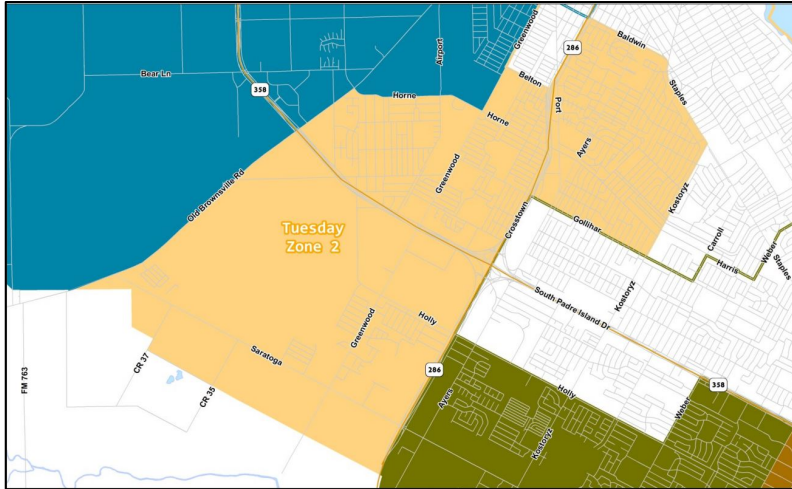 Greenwood
Baldwin
286
Airport
Bear Ln
Belton
Staples
358
Port
Horne
Horne
Ayers
Greenwood
Old Brownsville Rd
Kostoryz
Crosstown
Gollihar
Tuesday
Zone 2
Carroll
Weber
Harris
Staples
Kostoryz
South Padre Island Dr
Holly
Greenwood
Saratoga
CR 37
FM 763
286
358
CR 35
Ayers
Holly
Weber
Kostoryz